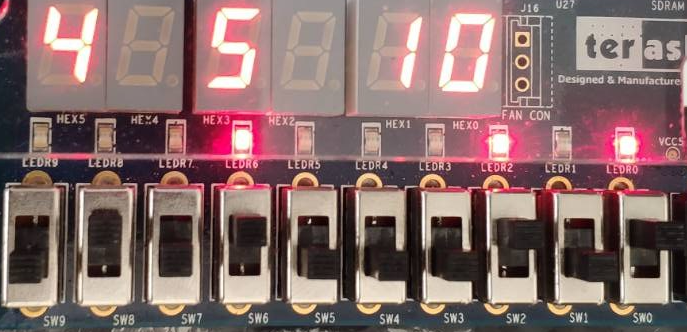 4 5 10
J16
U27
SDRAM
terasic
Designed & Manufacture
FAN CON
HEX5 HEX4 HEX3 HEX2 HEX1 HEX0
VCC5
LEDR9 LEDR8 LEDR7 LEDR6 LEDR5 LEDR4 LEDR3 LEDR2 LEDR1 LEDR0
SW9 SW8 SW7 SW6 SW5 SW4 SW3 SW2 SW1 SW0